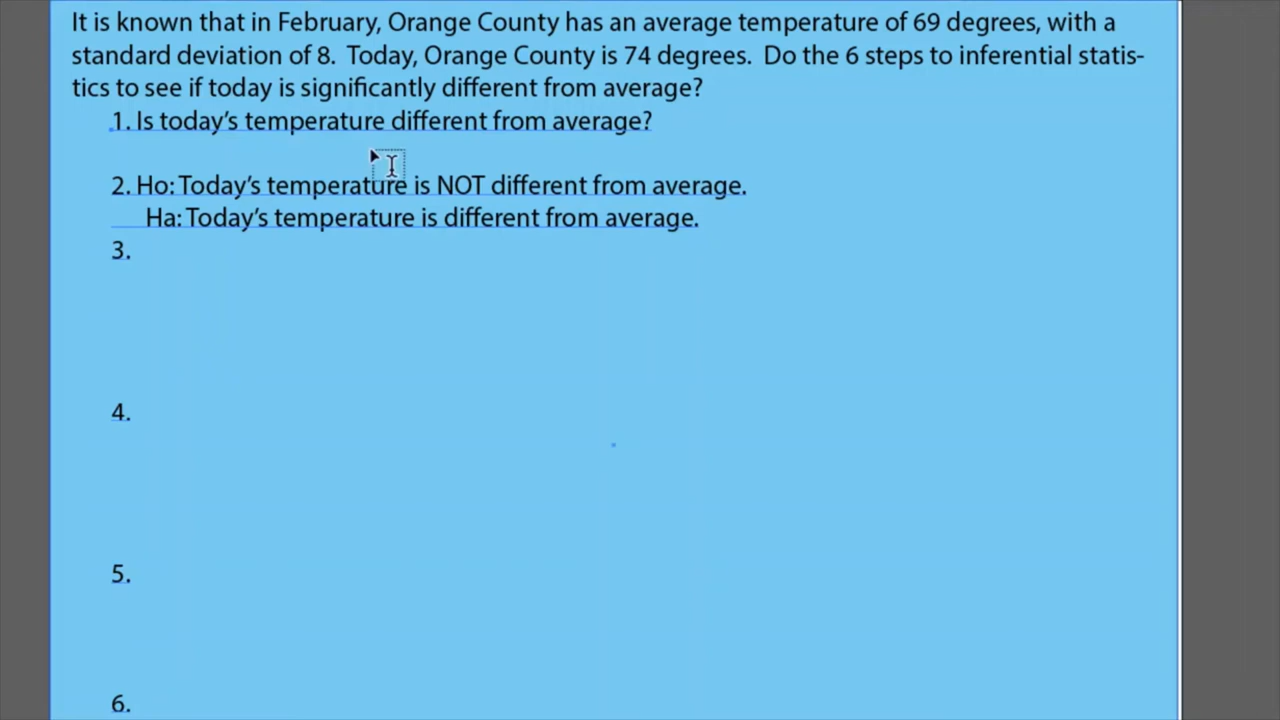 It is known that in February, Orange County has an average temperature of 69 degrees, with a
standard deviation of 8.  Today, Orange County is 74 degrees.  Do the 6 steps to inferential statis-
tics to see if today is significantly different from average?
1. Is today's temperature different from average?
2. Ho: Today's temperature is NOT different from average.
Ha: Today's temperature is different from average.
3.
4.
5.
6.